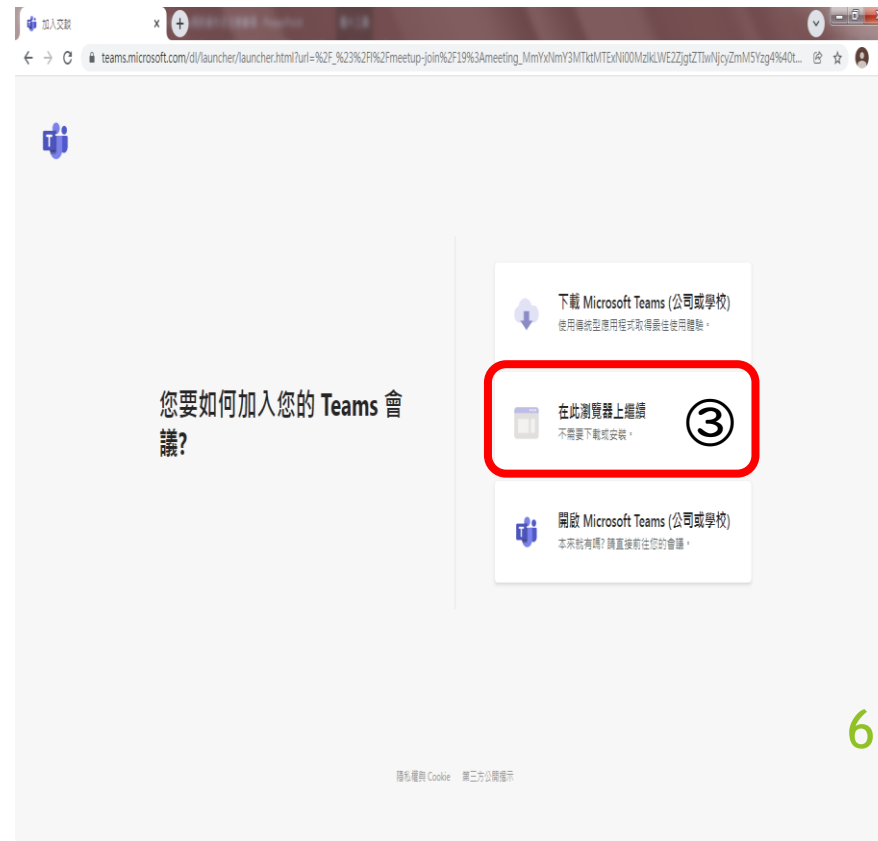 加入交談
teams.microsoft.com/dl/launcher/launcher.html?url=%2F_%23%2Fl%2Fmeetup-join%2F19%3Ameeting_MmYxNmY3MTktMTExNi00MzlkLWE2ZjgtZTIwNjcyZmM5Yzg4%40t...
下載 Microsoft Teams (公司或學校)
使用傳統型應用程式取得最佳使用體驗。
您要如何加入您的 Teams 會
議?
在此瀏覽器上繼續
不需要下載或安裝。
③
開啟 Microsoft Teams (公司或學校)
本來就有嗎? 請直接前往您的會議。
6
隱私權與 Cookie 第三方公開揭示